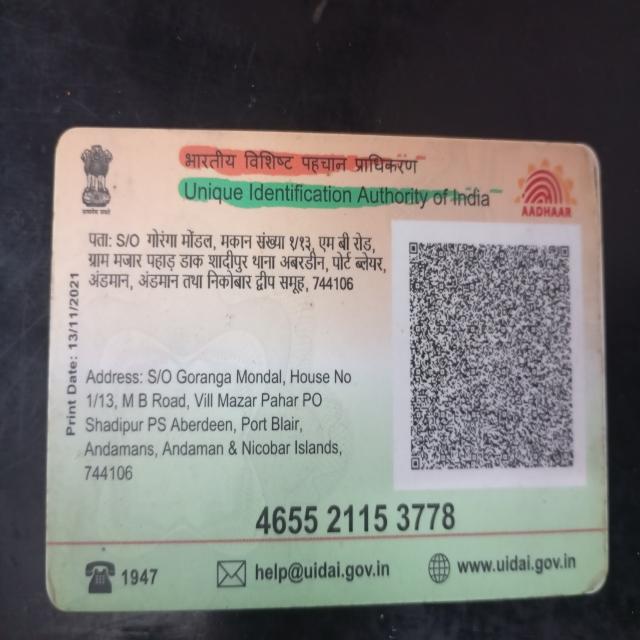 भारतीय विशिष्ट पहचान प्राधिकरण
Unique Identification Authority of India
AADHAAR
पता: S/O गोरंगा मोंडल, मकान संख्या १/१३, एम बी रोड,
ग्राम मजार पहाड़ डाक शादीपुर थाना अबरडीन, पोर्ट ब्लेयर,
अंडमान, अंडमान तथा निकोबार द्वीप समूह, 744106
Print Date: 13/11/2021
Address: S/O Goranga Mondal, House No
1/13, M B Road, Vill Mazar Pahar PO
Shadipur PS Aberdeen, Port Blair,
Andamans, Andaman & Nicobar Islands,
744106
4655 2115 3778
1947
help@uidai.gov.in
www.uidai.gov.in